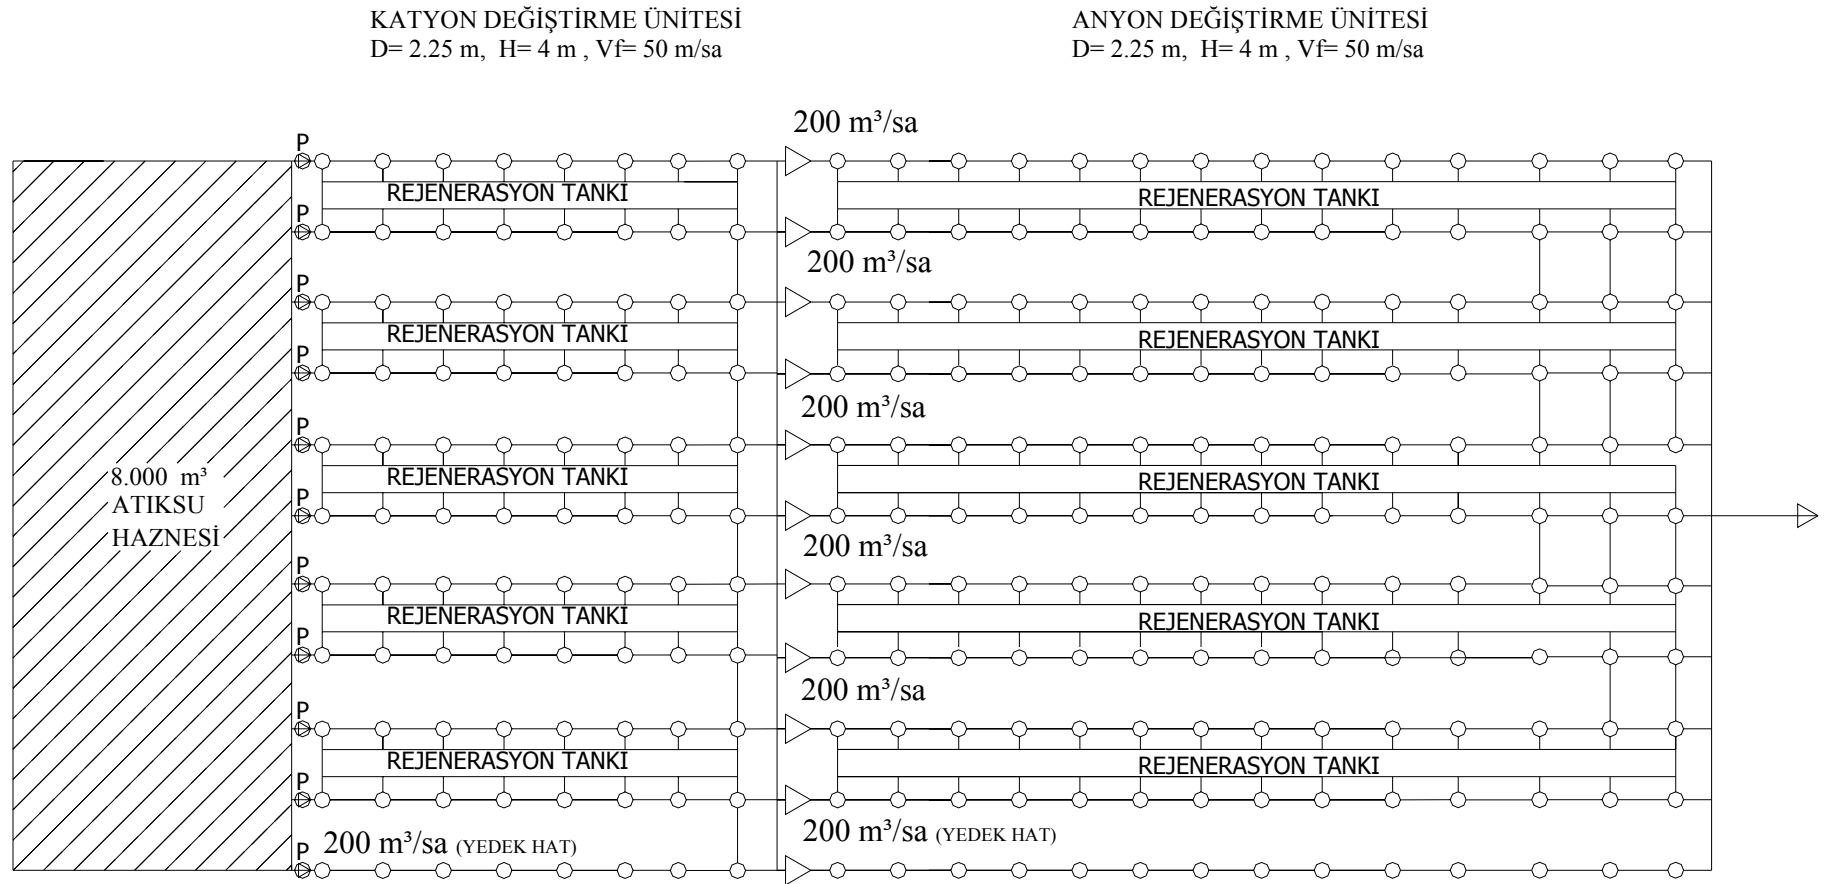 KATYON DEĞİŞTİRME ÜNİTESİ
D= 2.25 m, H= 4 m , Vf= 50 m/sa
ANYON DEĞİŞTİRME ÜNİTESİ
D= 2.25 m, H= 4 m , Vf= 50 m/sa
200 m³/sa
P
REJENERASYON TANKI
REJENERASYON TANKI
P
200 m³/sa
P
REJENERASYON TANKI
REJENERASYON TANKI
P
200 m³/sa
P
8.000 m³
ATIKSU
HAZNESİ
REJENERASYON TANKI
REJENERASYON TANKI
P
200 m³/sa
P
REJENERASYON TANKI
REJENERASYON TANKI
P
200 m³/sa
P
REJENERASYON TANKI
REJENERASYON TANKI
P
200 m³/sa (YEDEK HAT)
200 m³/sa (YEDEK HAT)
P